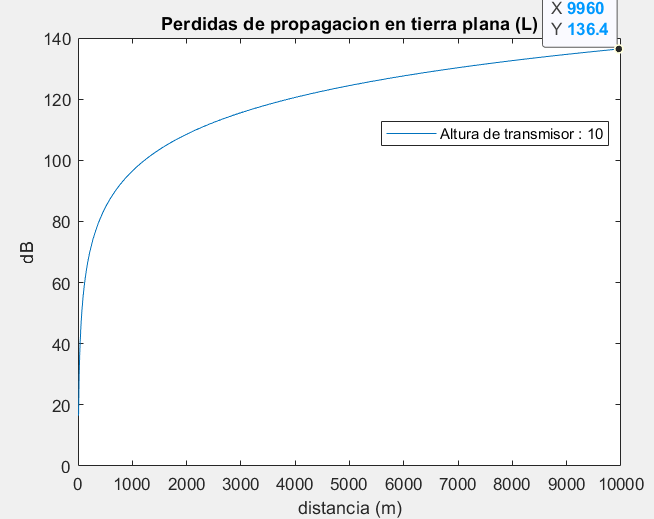 Perdidas de propagacion en tierra plana (L)
X 9960
Y 136.4
140
120
100
80
60
40
20
0
dB
Altura de transmisor : 10
0 1000 2000 3000 4000 5000 6000 7000 8000 9000 10000
distancia (m)